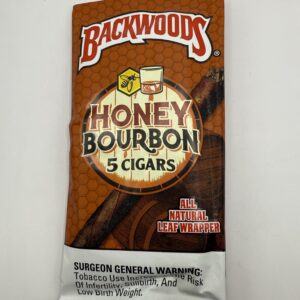 BACKWOODS®
HONEY
BOURBON
5 CIGARS
ALL
NATURAL
LEAF WRAPPER
SURGEON GENERAL WARNING:
Tobacco Use Increases The Risk
Of Infertility, Stillbirth, And
Low Birth Weight.